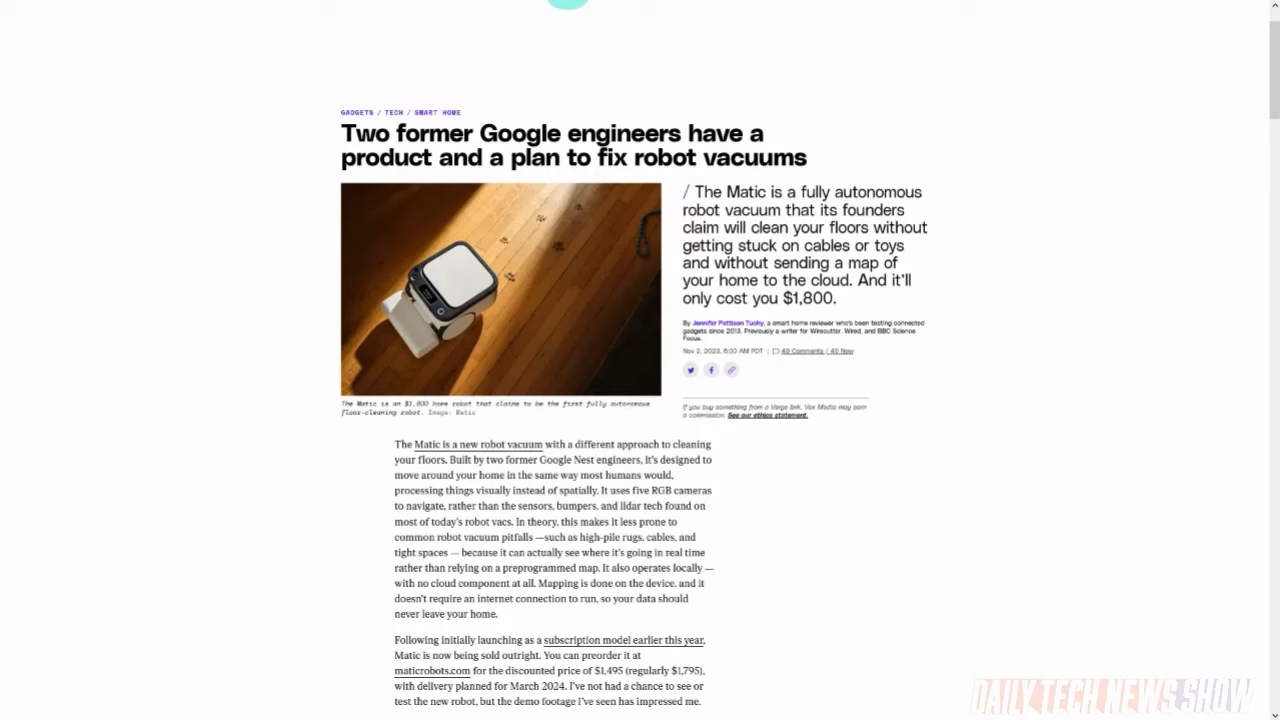 GADGETS / TECH / SMART HOME
Two former Google engineers have a
product and a plan to fix robot vacuums
/ The Matic is a fully autonomous
robot vacuum that its founders
claim will clean your floors without
getting stuck on cables or toys
and without sending a map of
your home to the cloud. And it'll
only cost you $1,800.
By Jennifer Pattison Tuohy, a smart home reviewer who's been testing connected
gadgets since 2013. Previously a writer for Wirecutter, Wired, and BBC Science
Focus.
Nov 2, 2023, 6:00 AM PDT | 49 Comments / 49 New
The Matic is an $1,800 home robot that claims to be the first fully autonomous
floor-cleaning robot. Image: Matic
If you buy something from a Verge link, Vox Media may earn
a commission. See our ethics statement.
The Matic is a new robot vacuum with a different approach to cleaning
your floors. Built by two former Google Nest engineers, it's designed to
move around your home in the same way most humans would,
processing things visually instead of spatially. It uses five RGB cameras
to navigate, rather than the sensors, bumpers, and lidar tech found on
most of today's robot vacs. In theory, this makes it less prone to
common robot vacuum pitfalls —such as high-pile rugs, cables, and
tight spaces — because it can actually see where it's going in real time
rather than relying on a preprogrammed map. It also operates locally —
with no cloud component at all. Mapping is done on the device, and it
doesn't require an internet connection to run, so your data should
never leave your home.
Following initially launching as a subscription model earlier this year,
Matic is now being sold outright. You can preorder it at
maticrobots.com for the discounted price of $1,495 (regularly $1,795),
with delivery planned for March 2024. I've not had a chance to see or
test the new robot, but the demo footage I've seen has impressed me.
DAILY TECH NEWS SHOW